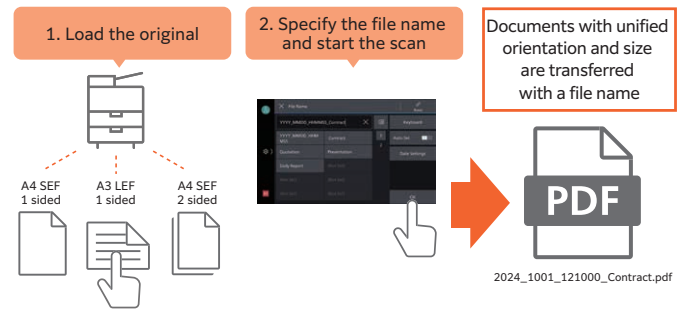 1. Load the original
2. Specify the file name
and start the scan
Documents with unified
orientation and size
are transferred
with a file name
A4 SEF
1 sided
A3 LEF
1 sided
A4 SEF
2 sided
File Name
Keyboard
Contract
Quotation
Presentation
Daily Report
Date Settings
PDF
2024_1001_121000_Contract.pdf